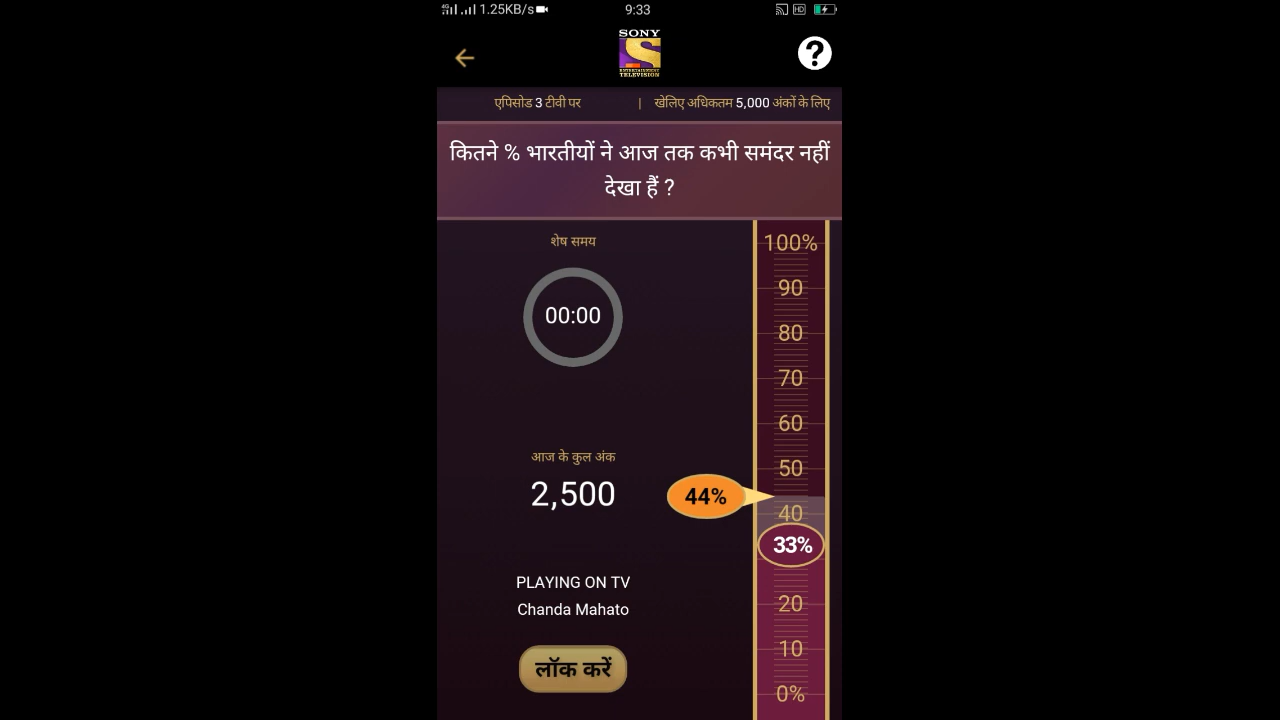 4G 1.25KB/s
9:33
HD
SONY
S
ENTERTAINMENT
TELEVISION
?
एपिसोड 3 टीवी पर | खेलिए अधिकतम 5,000 अंकों के लिए
कितने % भारतीयों ने आज तक कभी समंदर नहीं
देखा हैं ?
शेष समय
00:00
आज के कुल अंक
2,500
PLAYING ON TV
Chanda Mahato
लॉक करें
100%
90
80
70
60
50
44%
40
33%
20
10
0%